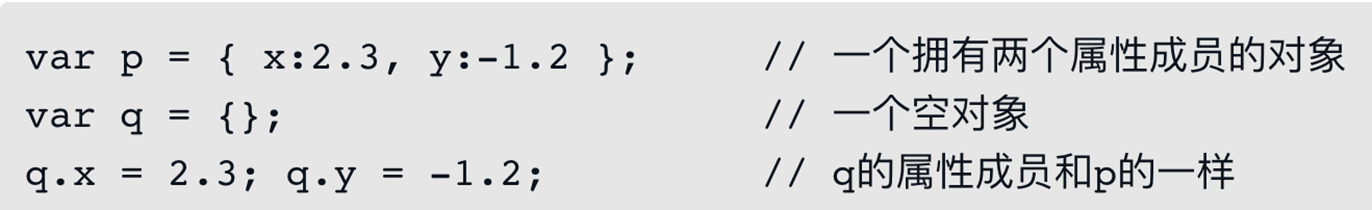 var p = { x:2.3, y:-1.2 };     // 一个拥有两个属性成员的对象
var q = {};                    // 一个空对象
q.x = 2.3; q.y = -1.2;         // q的属性成员和p的一样